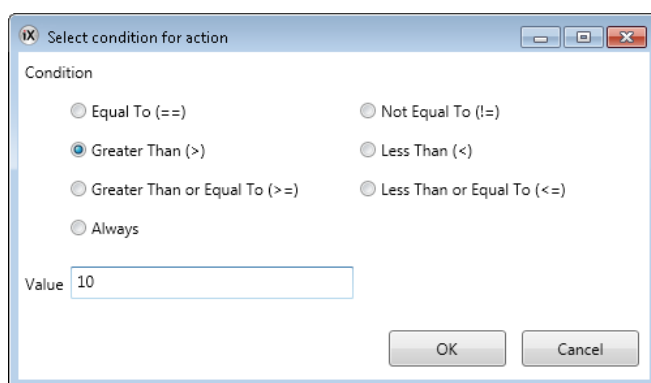 iX Select condition for action
Condition
Equal To (==) Not Equal To (!=)
Greater Than (>) Less Than (<)
Greater Than or Equal To (>=) Less Than or Equal To (<=)
Always
Value 10
OK Cancel